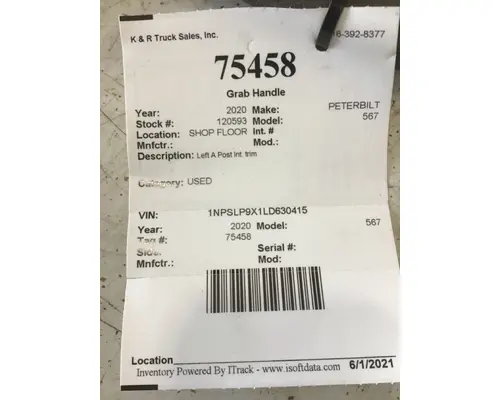 K & R Truck Sales, Inc. 6-392-8377
75458
Grab Handle
Year: 2020 Make: PETERBILT
Stock #: 120593 Model: 567
Location: SHOP FLOOR Int. #
Mnfctr.: Mod.:
Description: Left A Post Int. trim
Category: USED
VIN: 1NPSLP9X1LD630415
Year: 2020 Model: 567
Tag #: 75458
Side: Serial #:
Mnfctr.: Mod:
Location
Inventory Powered By ITrack - www.isoftdata.com 6/1/2021